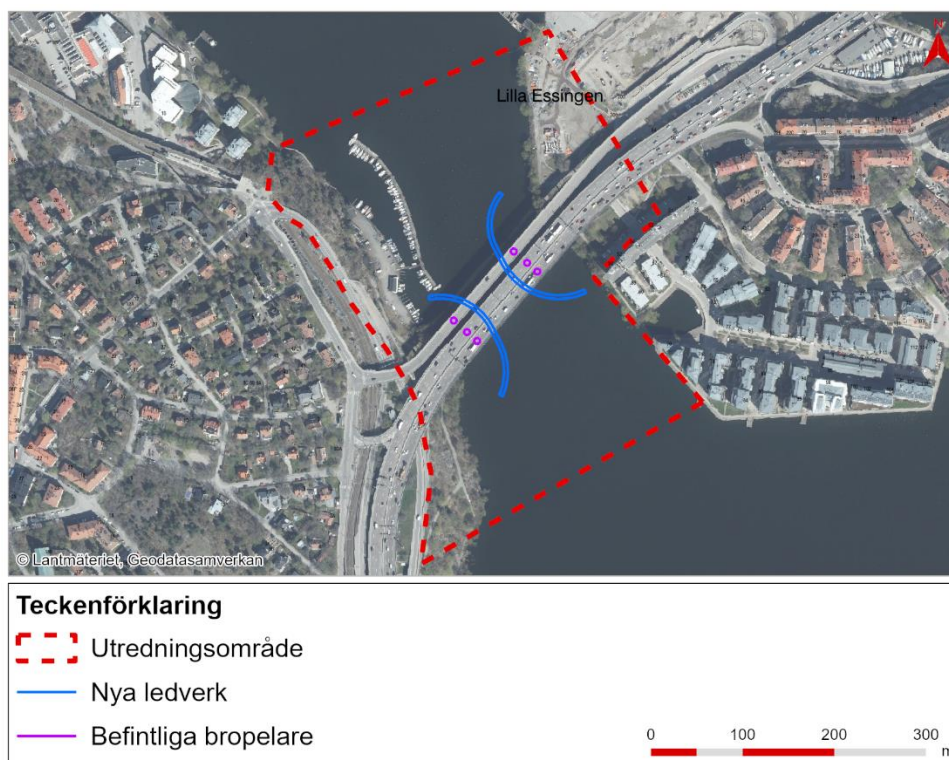 N
Lilla Essingen
© Lantmäteriet, Geodatasamverkan
Teckenförklaring
Utredningsområde
Nya ledverk
Befintliga bropelare
0 100 200 300
m